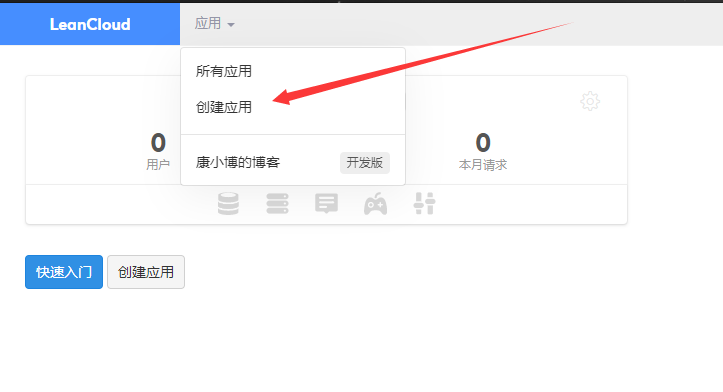 LeanCloud
应用
所有应用
创建应用
康小博的博客 开发版
0
用户
0
本月请求
快速入门 创建应用